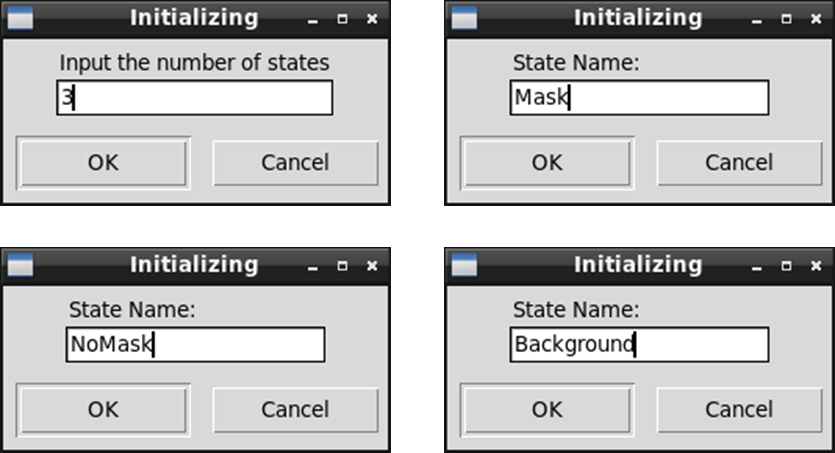 Initializing
Input the number of states
3
OK Cancel
Initializing
State Name:
Mask
OK Cancel
Initializing
State Name:
NoMask
OK Cancel
Initializing
State Name:
Background
OK Cancel